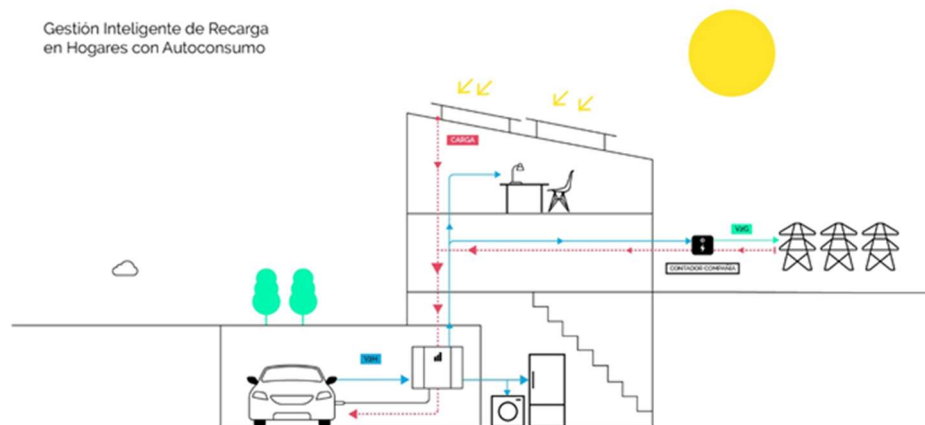 Gestión Inteligente de Recarga
en Hogares con Autoconsumo
CARGA
V2G
CONTADOR COMPAÑÍA
V2H